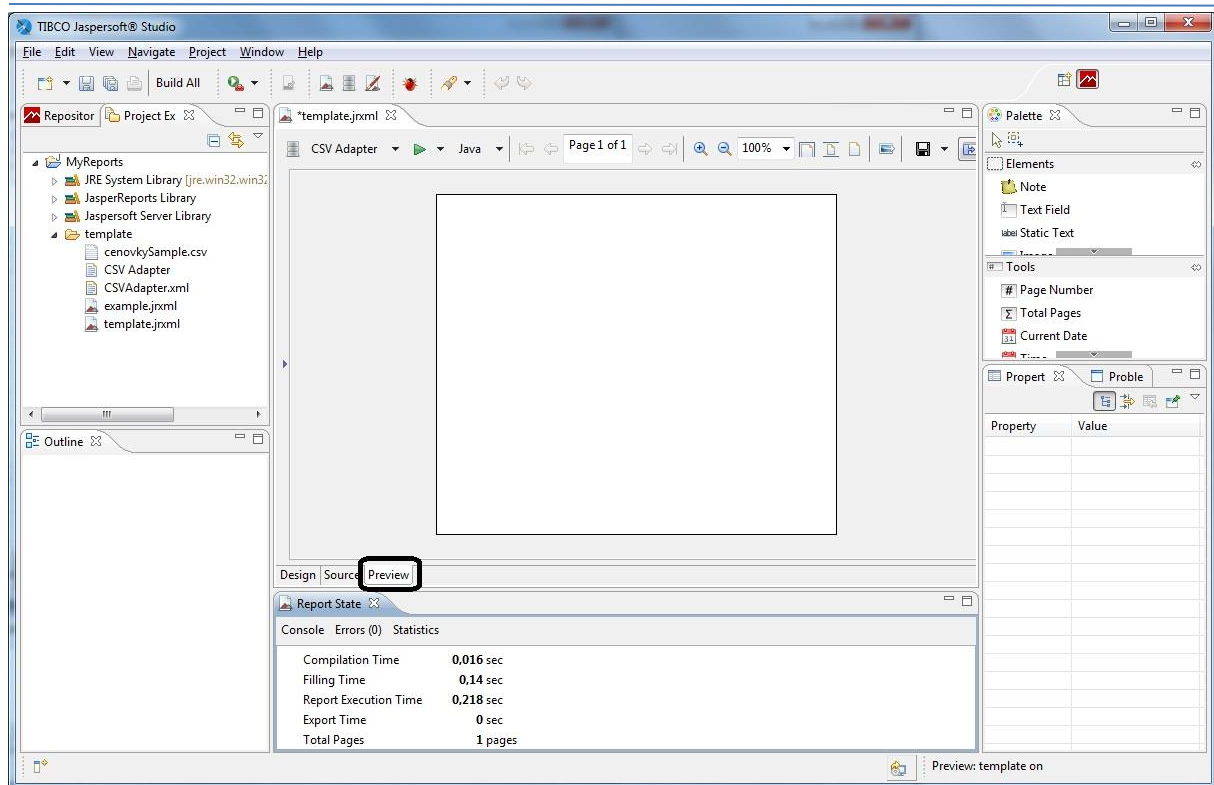 TIBCO Jaspersoft® Studio
File Edit View Navigate Project Window Help
Build All
Repositor Project Ex
MyReports
JRE System Library [jre.win32.win32
JasperReports Library
Jaspersoft Server Library
template
cenovkySample.csv
CSV Adapter
CSVAdapter.xml
example.jrxml
template.jrxml
Outline
*template.jrxml
CSV Adapter Java Page 1 of 1 100%
Design Source Preview
Report State
Console Errors (0) Statistics
Compilation Time 0,016 sec
Filling Time 0,14 sec
Report Execution Time 0,218 sec
Export Time 0 sec
Total Pages 1 pages
Palette
Elements
Note
Text Field
label Static Text
Tools
# Page Number
Σ Total Pages
31 Current Date
Propert Proble
Property Value
Preview: template on